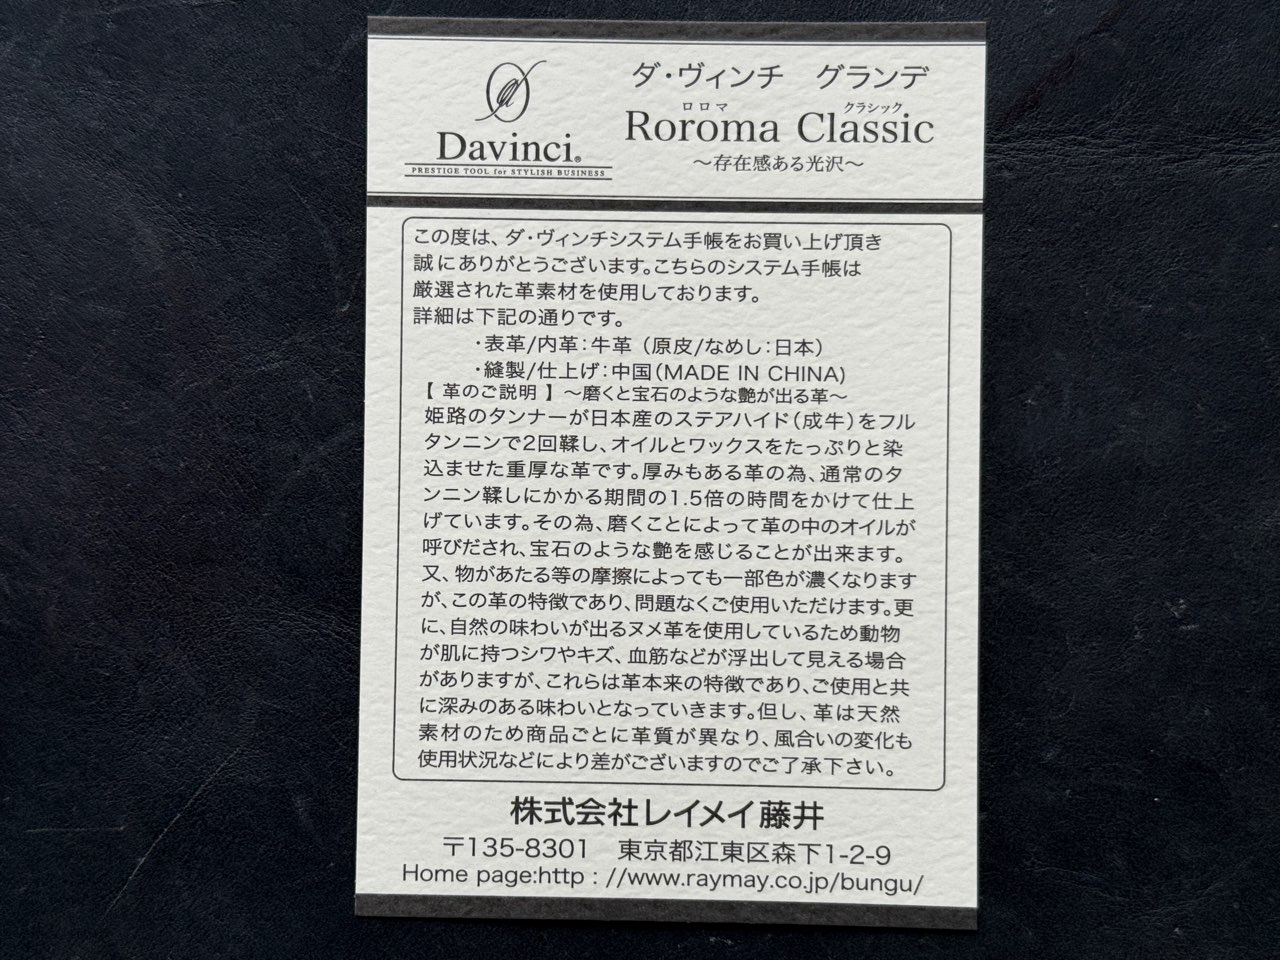 Davinci®
PRESTIGE TOOL for STYLISH BUSINESS
ダ・ヴィンチ　グランデ
ロロマ　クラシック
Roroma Classic
〜存在感ある光沢〜
この度は、ダ・ヴィンチシステム手帳をお買い上げ頂き
誠にありがとうございます。こちらのシステム手帳は
厳選された革素材を使用しております。
詳細は下記の通りです。
・表革/内革：牛革（原皮/なめし：日本）
・縫製/仕上げ：中国（MADE IN CHINA）
【 革のご説明 】〜磨くと宝石のような艶が出る革〜
姫路のタンナーが日本産のステアハイド（成牛）をフル
タンニンで2回鞣し、オイルとワックスをたっぷりと染
込ませた重厚な革です。厚みもある革の為、通常のタ
ンニン鞣しにかかる期間の1.5倍の時間をかけて仕上
げています。その為、磨くことによって革の中のオイルが
呼びだされ、宝石のような艶を感じることが出来ます。
又、物があたる等の摩擦によっても一部色が濃くなります
が、この革の特徴であり、問題なくご使用いただけます。更
に、自然の味わいが出るヌメ革を使用しているため動物
が肌に持つシワやキズ、血筋などが浮出して見える場合
がありますが、これらは革本来の特徴であり、ご使用と共
に深みのある味わいとなっていきます。但し、革は天然
素材のため商品ごとに革質が異なり、風合いの変化も
使用状況などにより差がございますのでご了承下さい。
株式会社レイメイ藤井
〒135-8301　東京都江東区森下1-2-9
Home page:http：//www.raymay.co.jp/bungu/